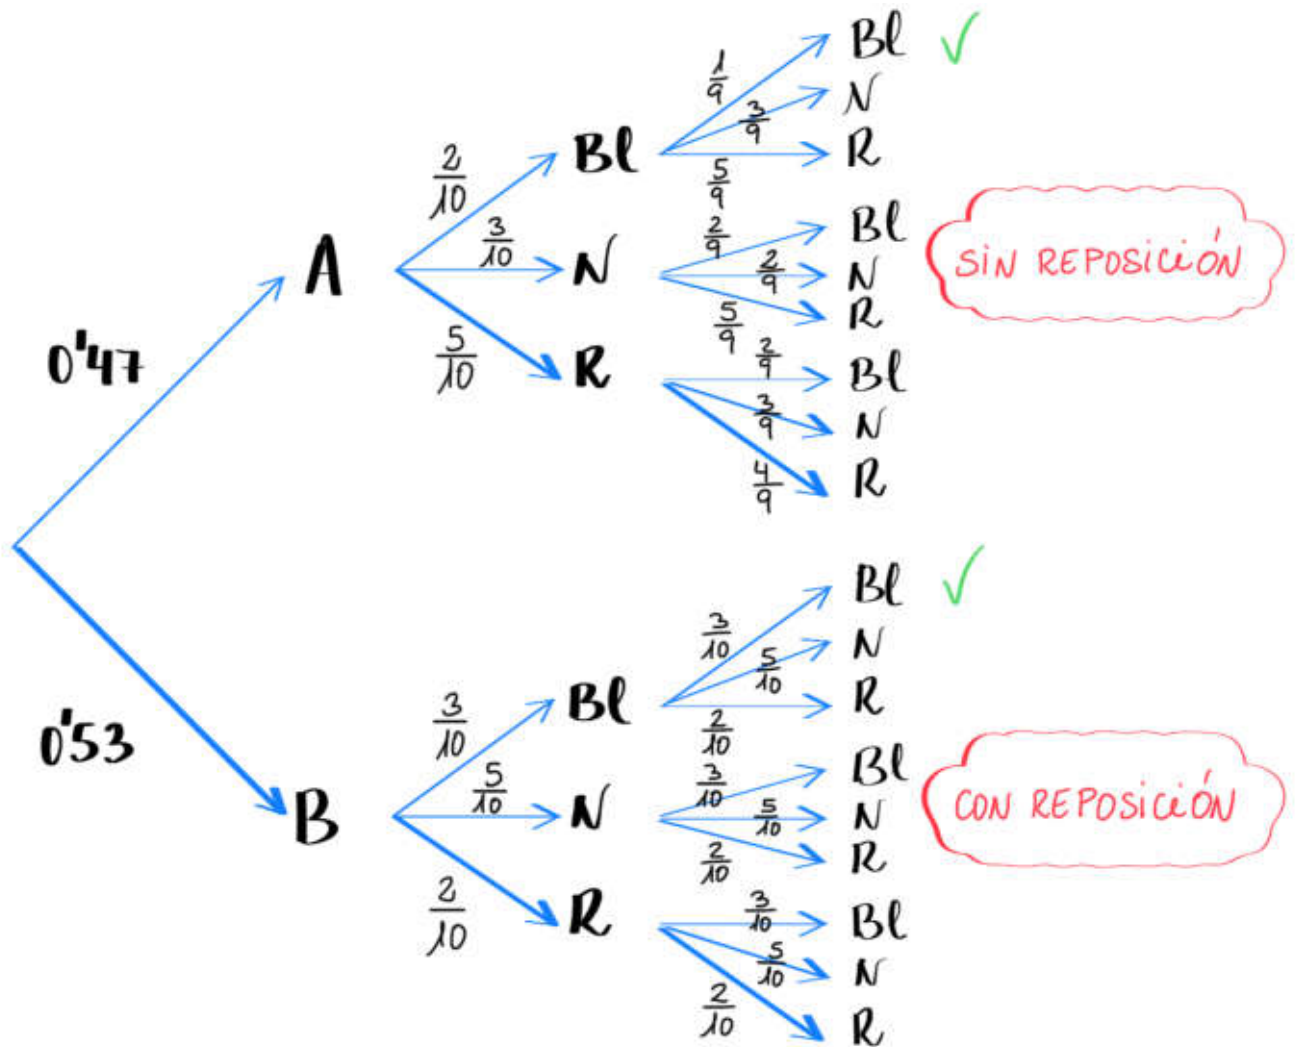 Bl ✓
1/9
N
3/9
Bl
R
2/10
5/9
Bl
2/9
3/10
SIN REPOSICIÓN
A
N
2/9
N
R
5/9
0'47
5/10
R
2/9
Bl
3/9
N
4/9
R
Bl ✓
3/10
N
5/10
Bl
R
3/10
2/10
0'53
Bl
3/10
5/10
CON REPOSICIÓN
B
N
5/10
N
R
2/10
2/10
R
3/10
Bl
5/10
N
2/10
R